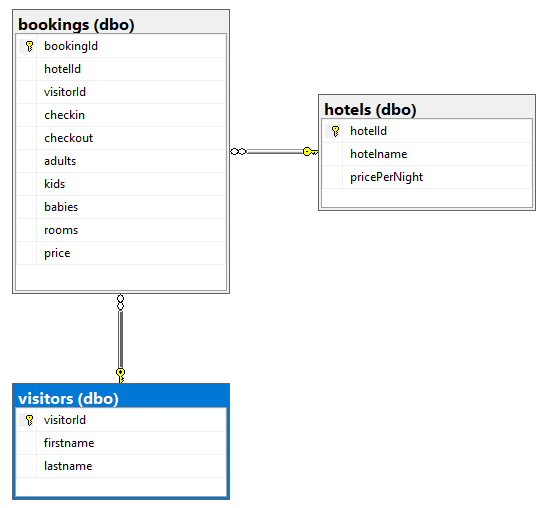 bookings (dbo)
bookingId
hotelId
visitorId
checkin
checkout
adults
kids
babies
rooms
price
hotels (dbo)
hotelId
hotelname
pricePerNight
visitors (dbo)
visitorId
firstname
lastname